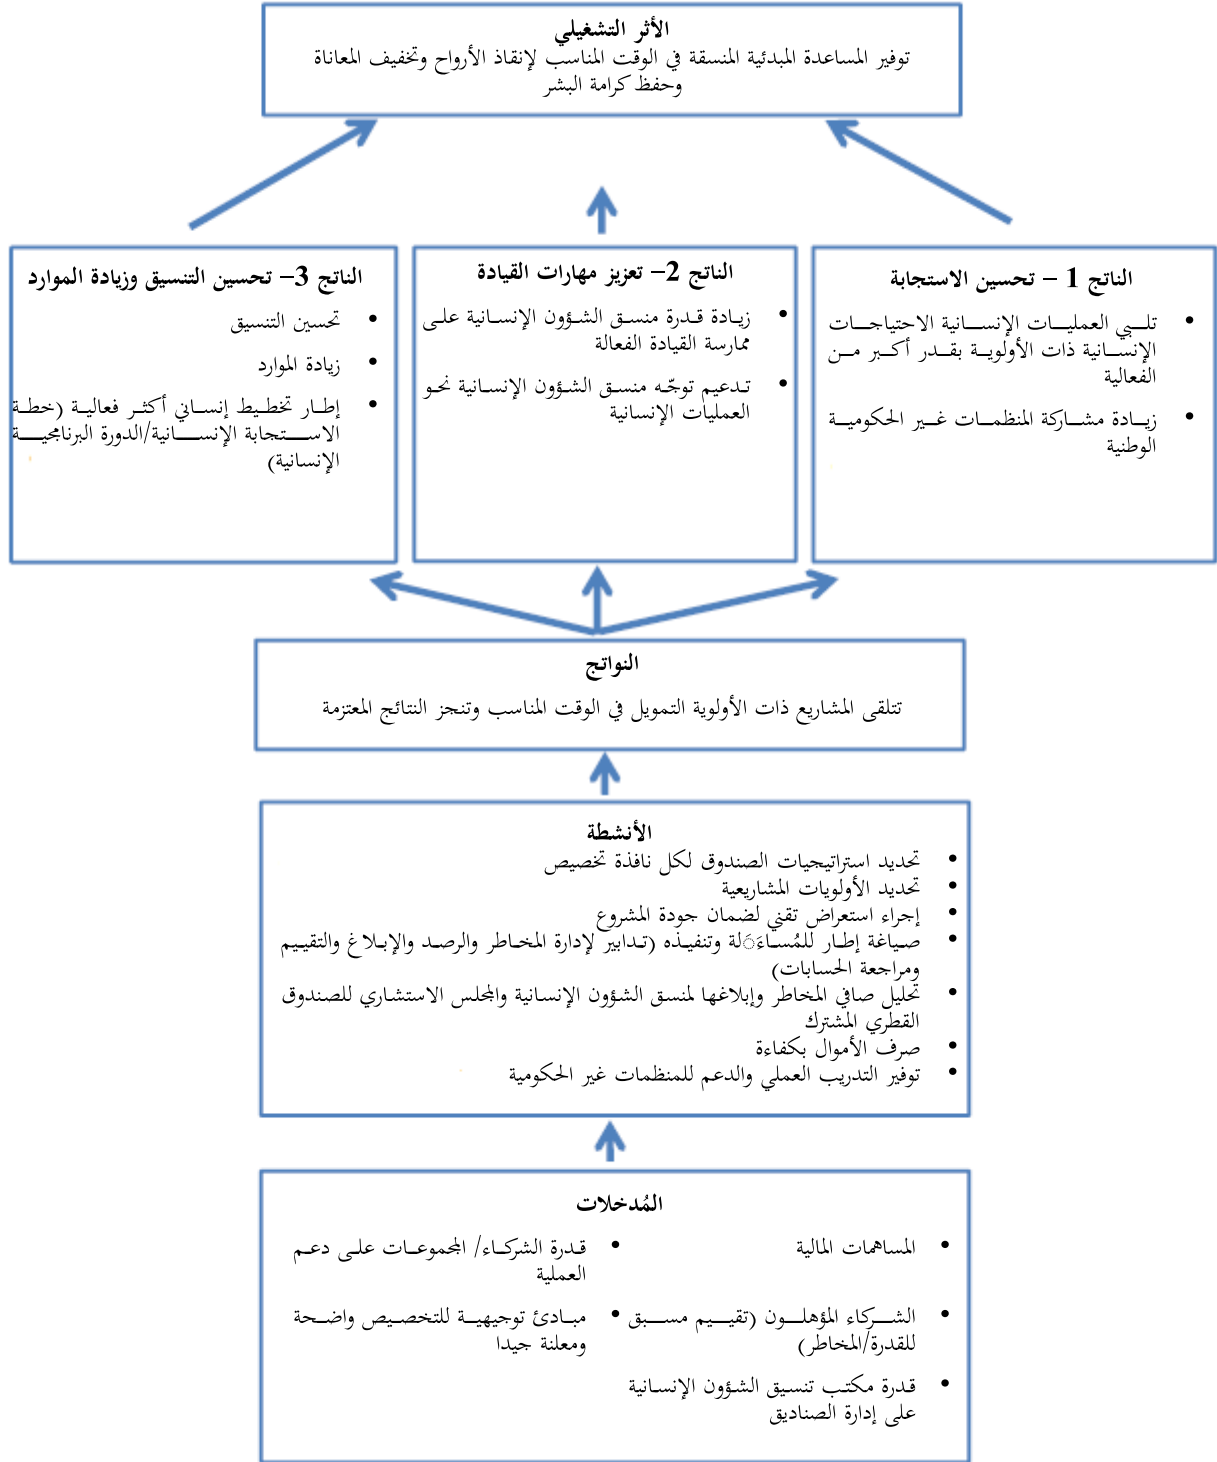 الأثر التشغيلي
توفير المساعدة المبدئية المنسقة في الوقت المناسب لإنقاذ الأرواح وتخفيف المعاناة
وحفظ كرامة البشر
الناتج 1 – تحسين الاستجابة
• تلبي العمليات الإنسانية الاحتياجات
الإنسانية ذات الأولوية بقدر أكبر من
الفعالية
• زيادة مشاركة المنظمات غير الحكومية
الوطنية
الناتج 2– تعزيز مهارات القيادة
• زيادة قدرة منسق الشؤون الإنسانية على
ممارسة القيادة الفعالة
• تدعيم توجّه منسق الشؤون الإنسانية نحو
العمليات الإنسانية
الناتج 3– تحسين التنسيق وزيادة الموارد
• تحسين التنسيق
• زيادة الموارد
• إطار تخطيط إنساني أكثر فعالية (خطة
الاستجابة الإنسانية/الدورة البرنامجية
الإنسانية)
النواتج
تتلقى المشاريع ذات الأولوية التمويل في الوقت المناسب وتنجز النتائج المعتزمة
الأنشطة
• تحديد استراتيجيات الصندوق لكل نافذة تخصيص
• تحديد الأولويات المشاريعية
• إجراء استعراض تقني لضمان جودة المشروع
• صياغة إطار للمُساءَلة وتنفيذه (تدابير لإدارة المخاطر والرصد والإبلاغ والتقييم
ومراجعة الحسابات)
• تحليل صافي المخاطر وإبلاغها لمنسق الشؤون الإنسانية والمجلس الاستشاري للصندوق
القطري المشترك
• صرف الأموال بكفاءة
• توفير التدريب العملي والدعم للمنظمات غير الحكومية
المُدخلات
• المساهمات المالية
• الشركاء المؤهلون (تقييم مسبق
للقدرة/المخاطر)
• قدرة مكتب تنسيق الشؤون الإنسانية
على إدارة الصناديق
• قدرة الشركاء/ المجموعات على دعم
العملية
• مبادئ توجيهية للتخصيص واضحة
ومعلنة جيدا